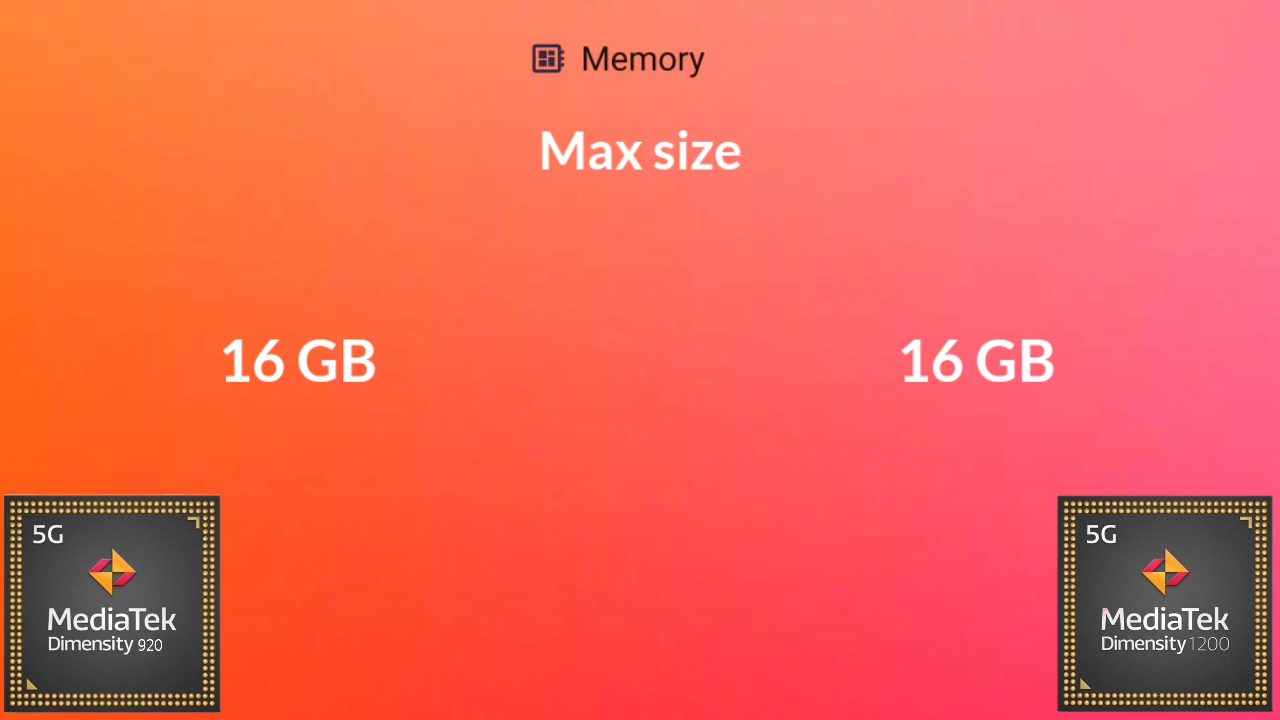 Memory
Max size
16 GB
16 GB
5G
MediaTek
Dimensity 920
5G
MediaTek
Dimensity 1200